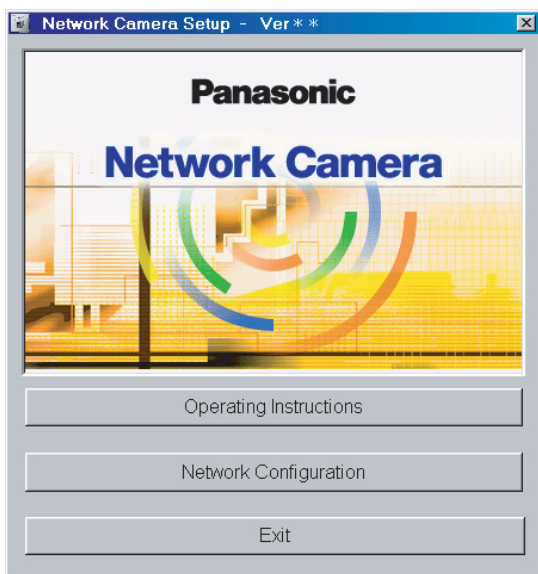 Network Camera Setup - Ver**
Panasonic
Network Camera
Operating Instructions
Network Configuration
Exit